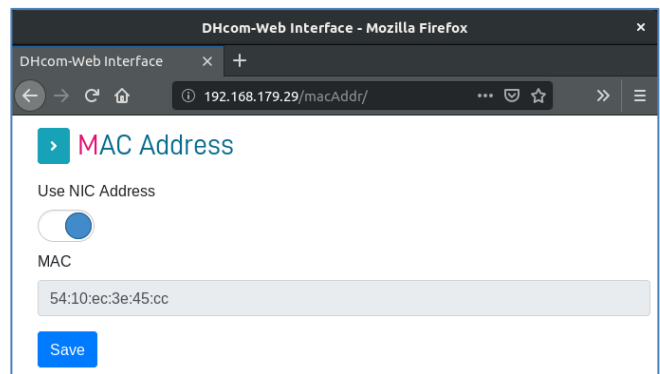 DHcom-Web Interface - Mozilla Firefox
DHcom-Web Interface
192.168.179.29/macAddr/
MAC Address
Use NIC Address
MAC
54:10:ec:3e:45:cc
Save